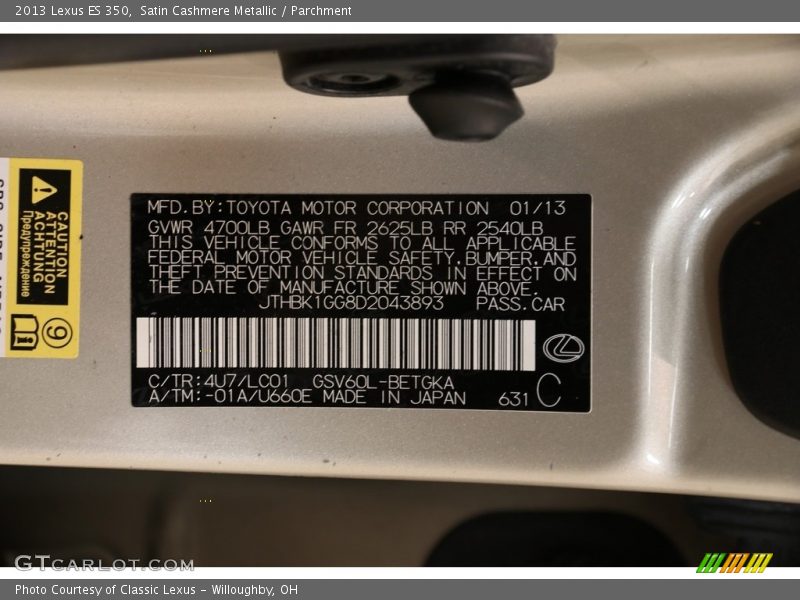 2013 Lexus ES 350,  Satin Cashmere Metallic / Parchment
CAUTION
ATTENTION
ACHTUNG
Предупреждение
9
MFD. BY: TOYOTA MOTOR CORPORATION 01/13
GVWR 4700LB GAWR FR 2625LB RR 2540LB
THIS VEHICLE CONFORMS TO ALL APPLICABLE
FEDERAL MOTOR VEHICLE SAFETY, BUMPER, AND
THEFT PREVENTION STANDARDS IN EFFECT ON
THE DATE OF MANUFACTURE SHOWN ABOVE.
JTHBK1GG8D2043893 PASS.CAR
C/TR: 4U7/LC01 GSV60L-BETGKA
A/TM: -01A/U660E MADE IN JAPAN 631 C
GTCARLOT.COM
Photo Courtesy of Classic Lexus - Willoughby, OH